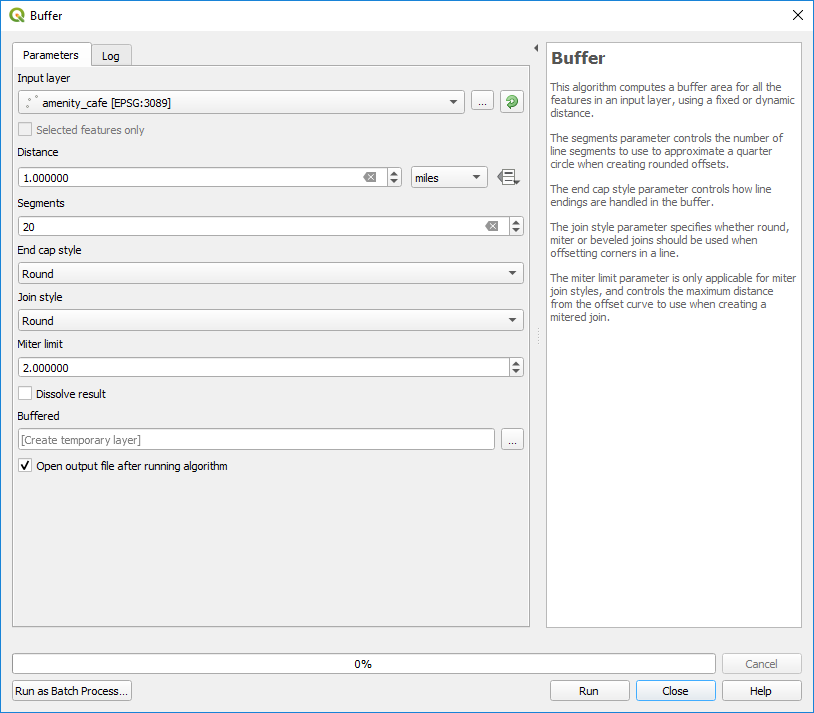 Buffer
Parameters
Log
Input layer
amenity_cafe [EPSG:3089]
...
Selected features only
Distance
1.000000
miles
Segments
20
End cap style
Round
Join style
Round
Miter limit
2.000000
Dissolve result
Buffered
[Create temporary layer]
...
Open output file after running algorithm
Buffer
This algorithm computes a buffer area for all the
features in an input layer, using a fixed or dynamic
distance.
The segments parameter controls the number of
line segments to use to approximate a quarter
circle when creating rounded offsets.
The end cap style parameter controls how line
endings are handled in the buffer.
The join style parameter specifies whether round,
miter or beveled joins should be used when
offsetting corners in a line.
The miter limit parameter is only applicable for miter
join styles, and controls the maximum distance
from the offset curve to use when creating a
mitered join.
0%
Cancel
Run as Batch Process...
Run
Close
Help